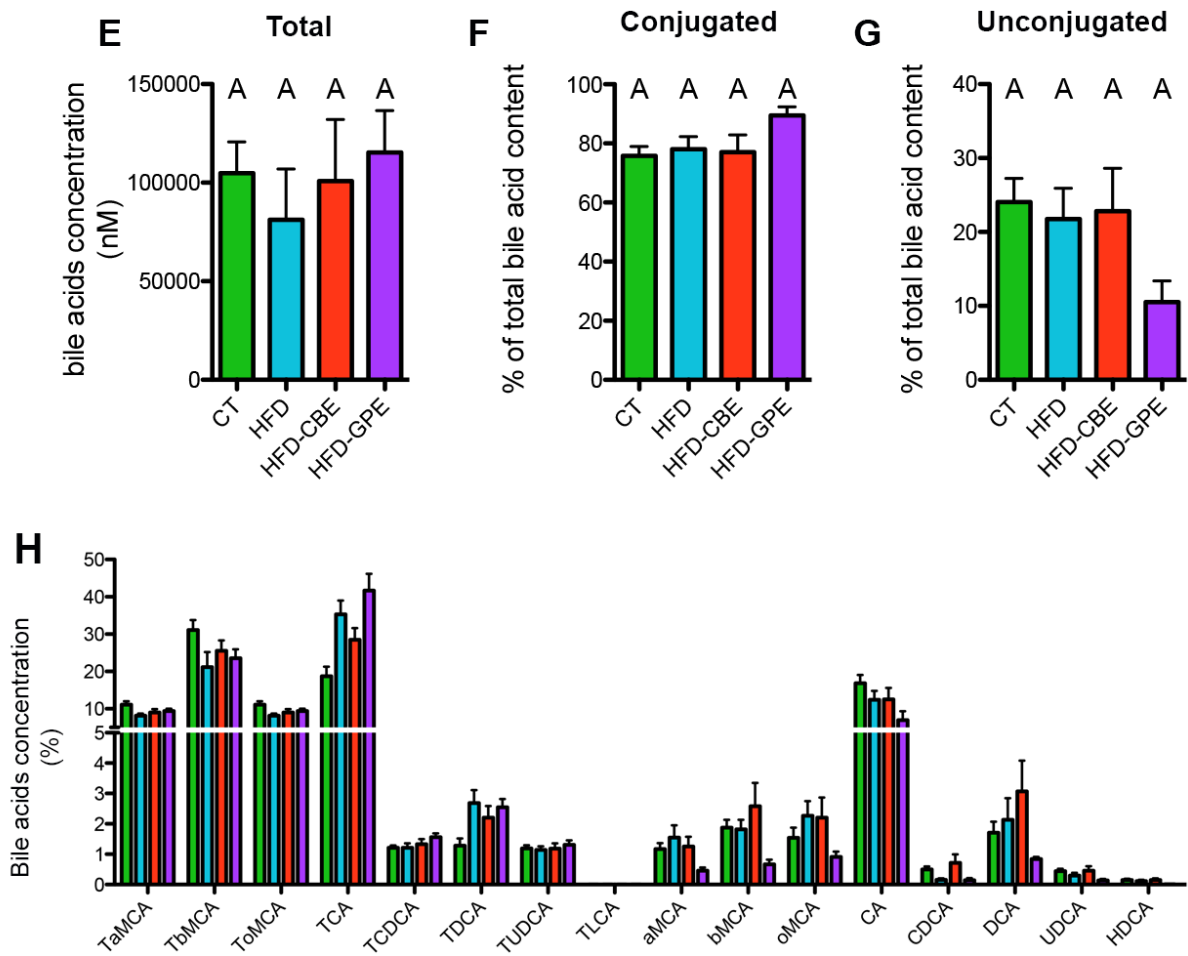 E
Total
bile acids concentration
(nM)
150000
100000
50000
0
A A A A
CT
HFD
HFD-CBE
HFD-GPE
F
Conjugated
% of total bile acid content
100
80
60
40
20
0
A A A A
CT
HFD
HFD-CBE
HFD-GPE
G
Unconjugated
% of total bile acid content
40
30
20
10
0
A A A A
CT
HFD
HFD-CBE
HFD-GPE
H
Bile acids concentration
(%)
50
40
30
20
10
5
5
4
3
2
1
0
TaMCA
TbMCA
ToMCA
TCA
TCDCA
TDCA
TUDCA
TLCA
aMCA
bMCA
oMCA
CA
CDCA
DCA
UDCA
HDCA